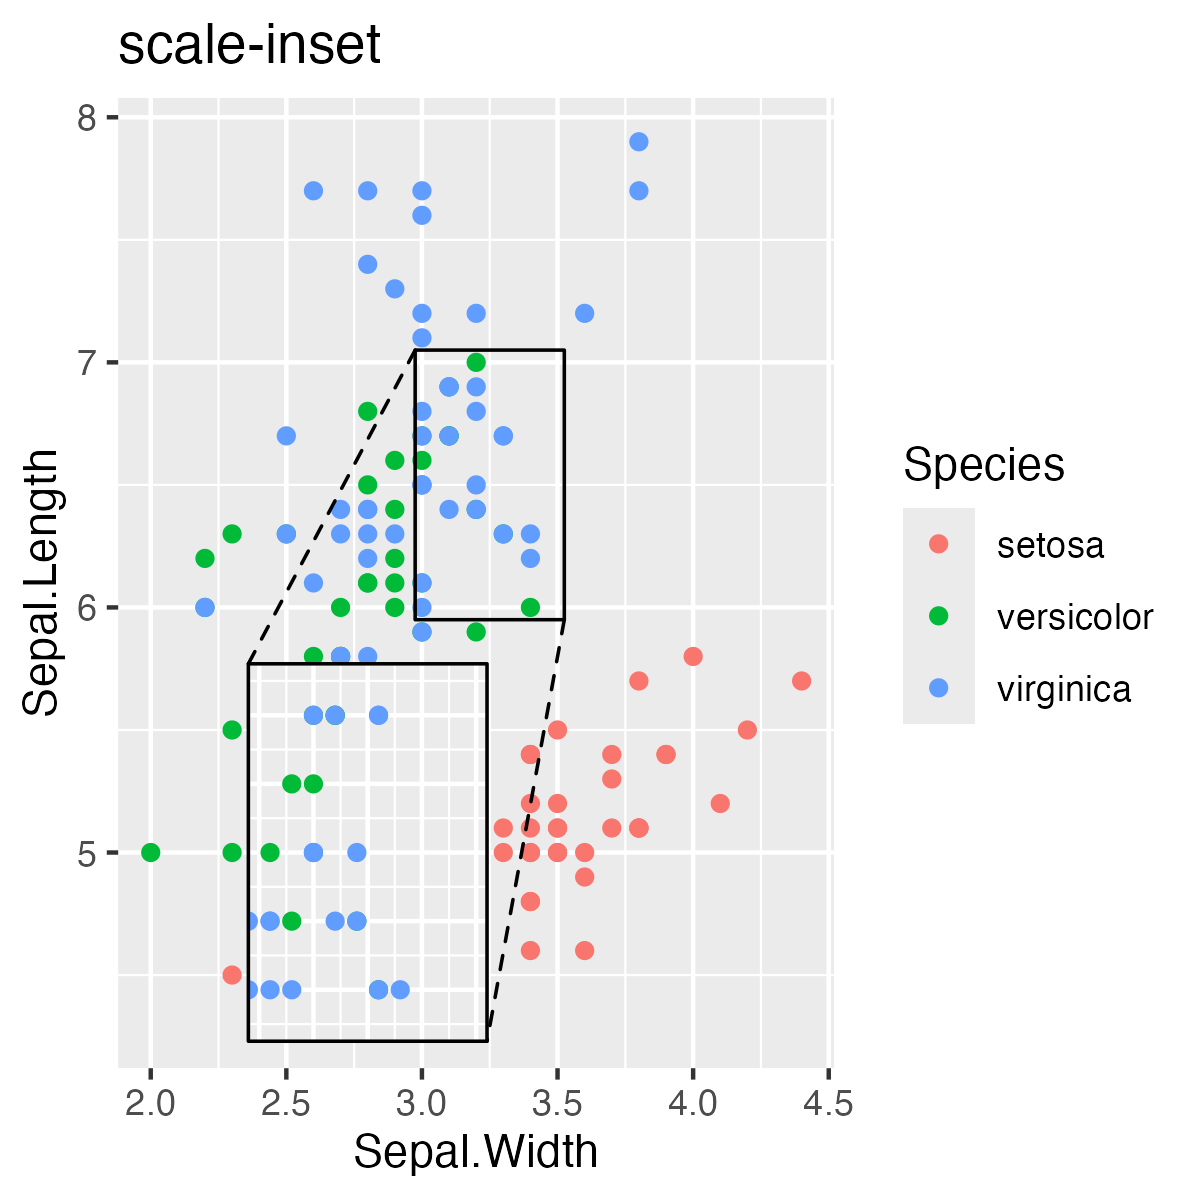 scale-inset
8
7
6
5
Sepal.Length
2.0 2.5 3.0 3.5 4.0 4.5
Sepal.Width
Species
setosa
versicolor
virginica